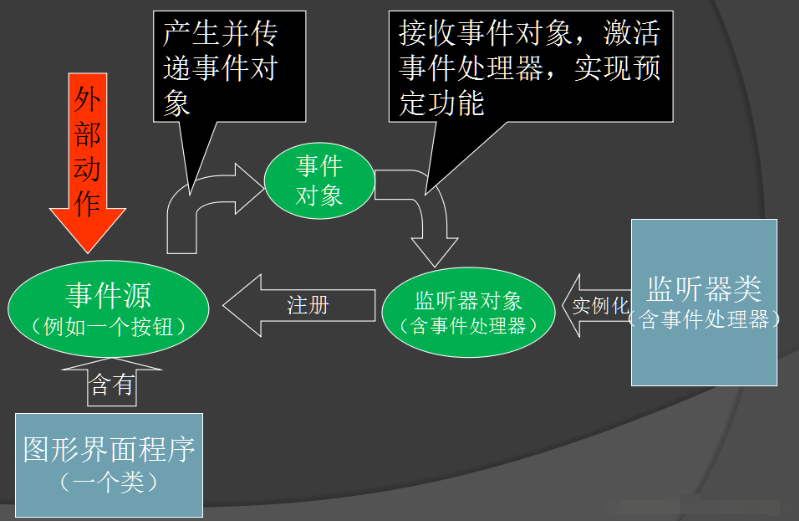 产生并传
递事件对
象
接收事件对象，激活
事件处理器，实现预
定功能
外
部
动
作
事件
对象
事件源
（例如一个按钮）
注册
监听器对象
（含事件处理器）
实例化
监听器类
（含事件处理器）
含有
图形界面程序
（一个类）